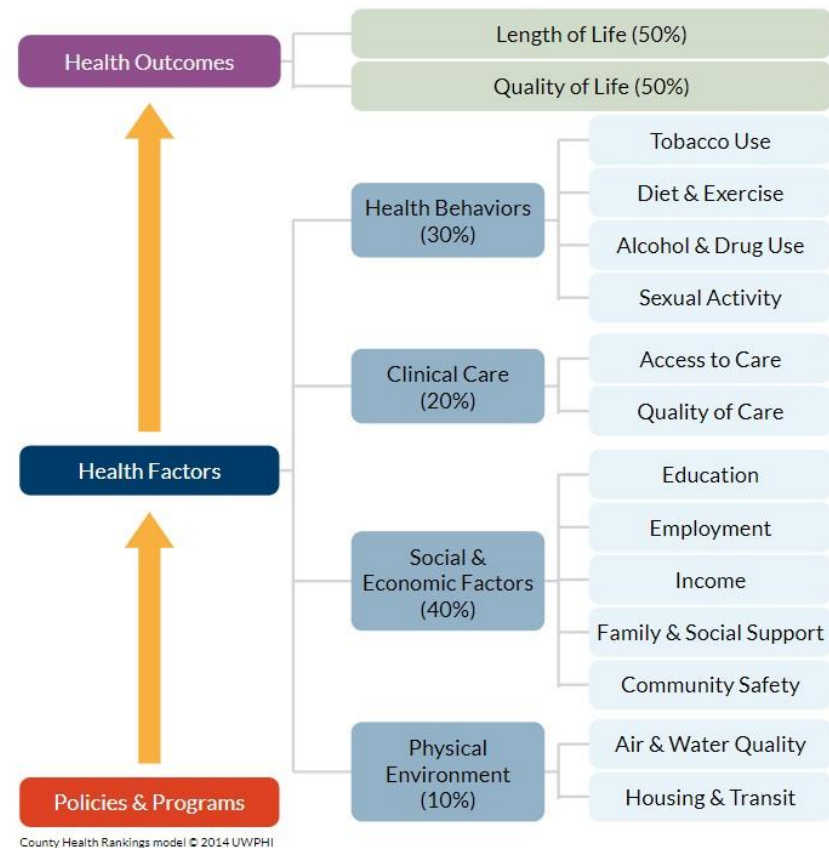 Health Outcomes
Length of Life (50%)
Quality of Life (50%)
Health Factors
Health Behaviors
(30%)
Tobacco Use
Diet & Exercise
Alcohol & Drug Use
Sexual Activity
Clinical Care
(20%)
Access to Care
Quality of Care
Social &
Economic Factors
(40%)
Education
Employment
Income
Family & Social Support
Community Safety
Physical
Environment
(10%)
Air & Water Quality
Housing & Transit
Policies & Programs
County Health Rankings model © 2014 UWPHI